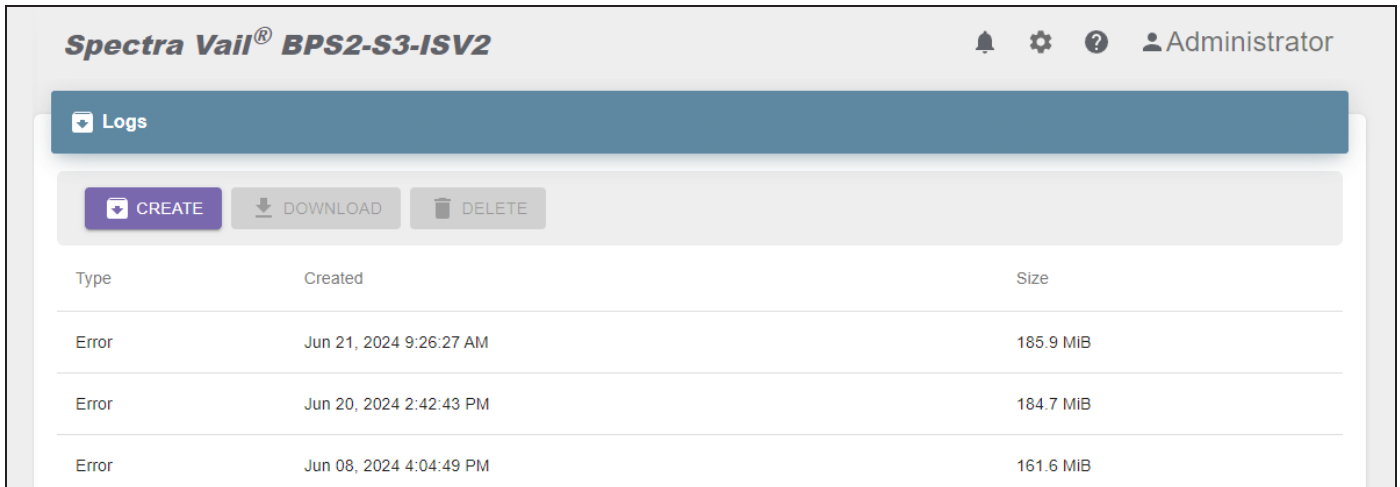 Spectra Vail® BPS2-S3-ISV2 Administrator
Logs
CREATE DOWNLOAD DELETE
Type Created Size
Error Jun 21, 2024 9:26:27 AM 185.9 MiB
Error Jun 20, 2024 2:42:43 PM 184.7 MiB
Error Jun 08, 2024 4:04:49 PM 161.6 MiB